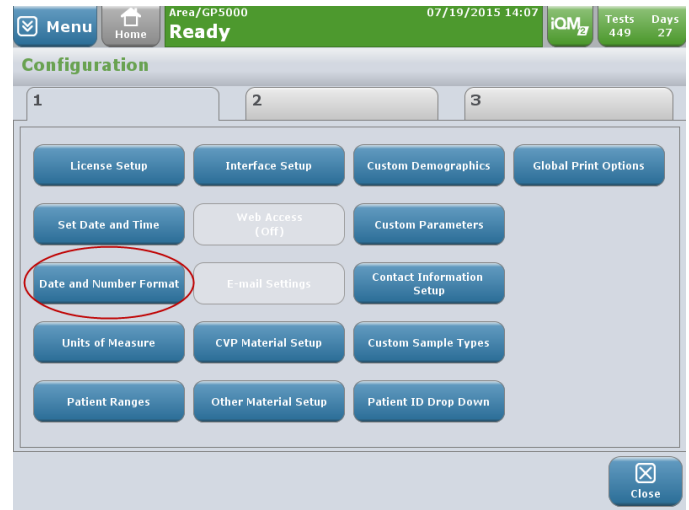 Menu
Home
Area/GP5000
07/19/2015 14:07
Ready
iQM2
Tests Days
449 27
Configuration
1
2
3
License Setup
Interface Setup
Custom Demographics
Global Print Options
Set Date and Time
Web Access
(Off)
Custom Parameters
Date and Number Format
E-mail Settings
Contact Information
Setup
Units of Measure
CVP Material Setup
Custom Sample Types
Patient Ranges
Other Material Setup
Patient ID Drop Down
Close